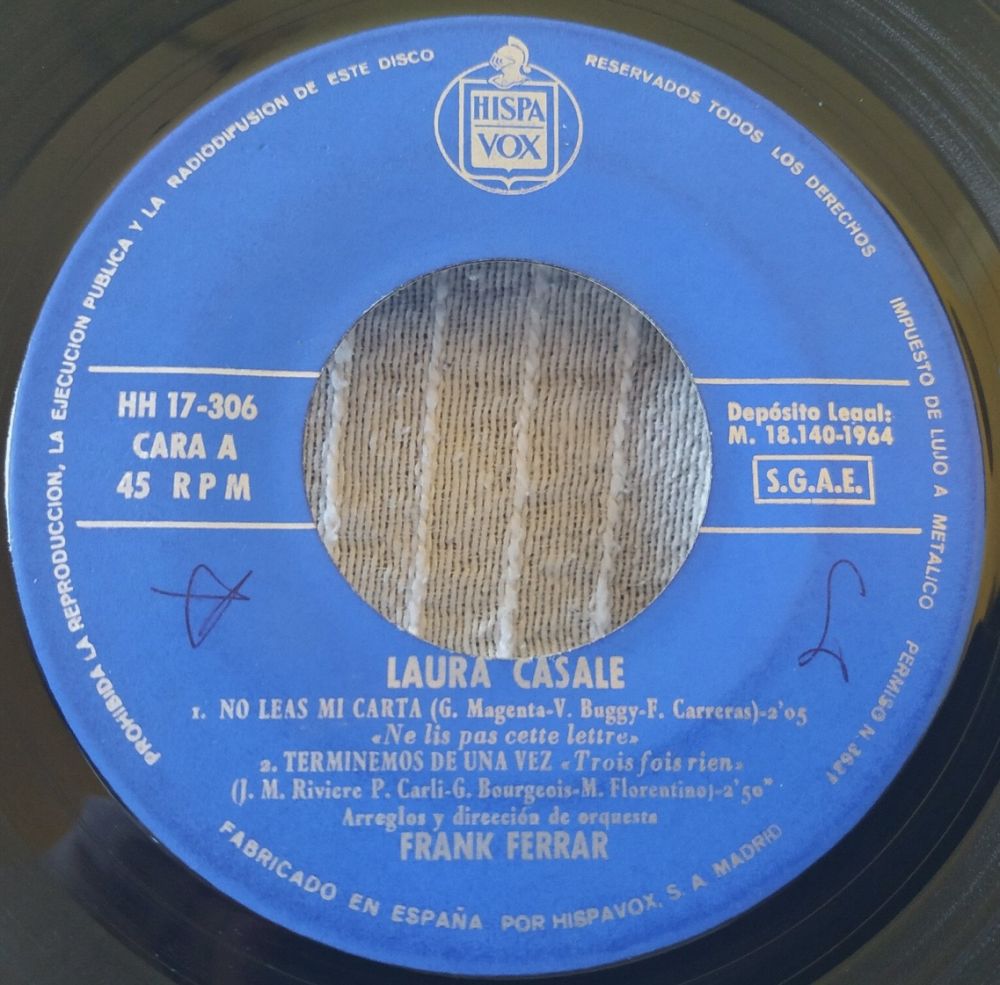 HISPA
VOX
PROHIBIDA LA REPRODUCCION, LA EJECUCION PUBLICA Y LA RADIODIFUSION DE ESTE DISCO
RESERVADOS TODOS LOS DERECHOS
IMPUESTO DE LUJO A METALICO
PERMISO N 3621
HH 17-306
CARA A
45 RPM
Depósito Legal:
M. 18.140-1964
S.G.A.E.
LAURA CASALE
1. NO LEAS MI CARTA (G. Magenta-V. Buggy-F. Carreras)-2'05
«Ne lis pas cette lettre»
2. TERMINEMOS DE UNA VEZ «Trois fois rien»
(J. M. Riviere P. Carli-G. Bourgeois-M. Florentino)-2'50"
Arreglos y dirección de orquesta
FRANK FERRAR
FABRICADO EN ESPAÑA POR HISPAVOX, S. A. MADRID